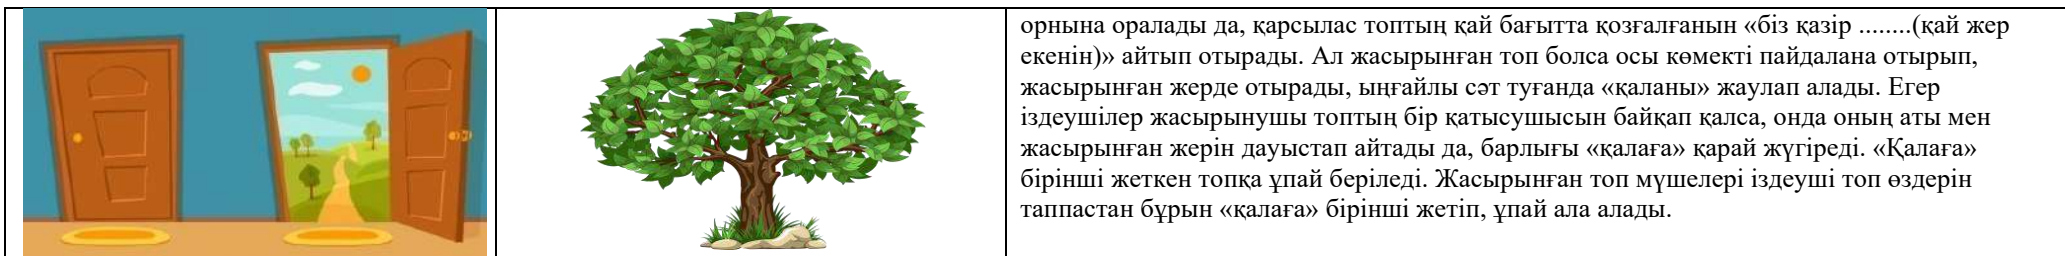 орнына оралады да, қарсылас топтың қай бағытта қозғалғанын «біз қазір ........(қай жер
екенін)» айтып отырады. Ал жасырынған топ болса осы көмекті пайдалана отырып,
жасырынған жерде отырады, ыңғайлы сәт туғанда «қаланы» жаулап алады. Егер
іздеушілер жасырынушы топтың бір қатысушысын байқап қалса, онда оның аты мен
жасырынған жерін дауыстап айтады да, барлығы «қалаға» қарай жүгіреді. «Қалаға»
бірінші жеткен топқа ұпай беріледі. Жасырынған топ мүшелері іздеуші топ өздерін
таппастан бұрын «қалаға» бірінші жетіп, ұпай ала алады.